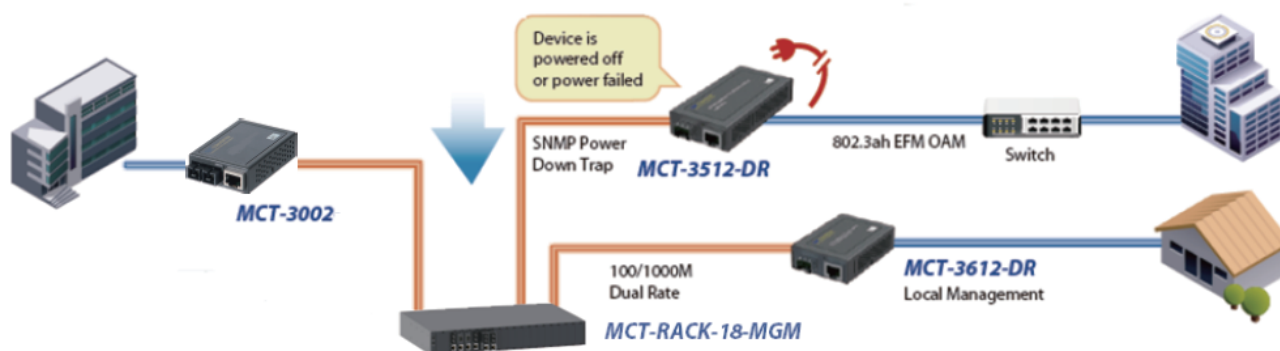 Device is
powered off
or power failed
SNMP Power
Down Trap
MCT-3512-DR
802.3ah EFM OAM
Switch
MCT-3002
100/1000M
Dual Rate
MCT-3612-DR
Local Management
MCT-RACK-18-MGM